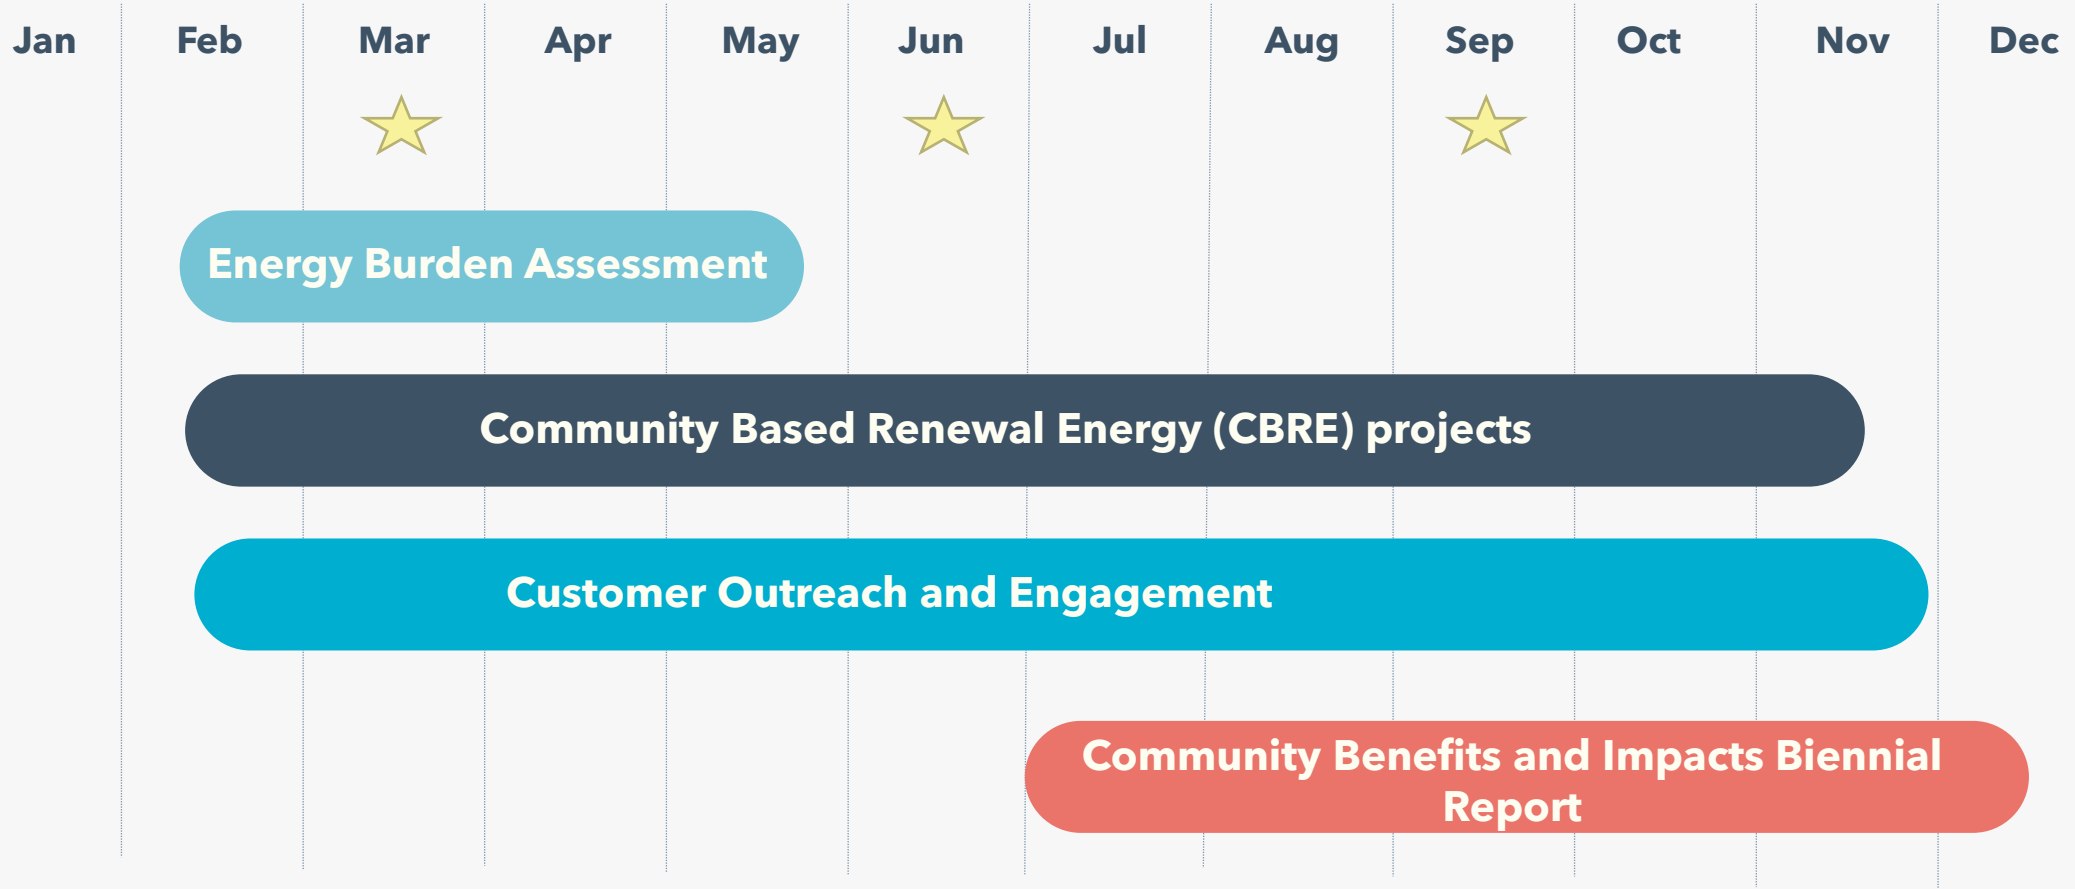 Jan Feb Mar Apr May Jun Jul Aug Sep Oct Nov Dec
Energy Burden Assessment
Community Based Renewal Energy (CBRE) projects
Customer Outreach and Engagement
Community Benefits and Impacts Biennial
Report